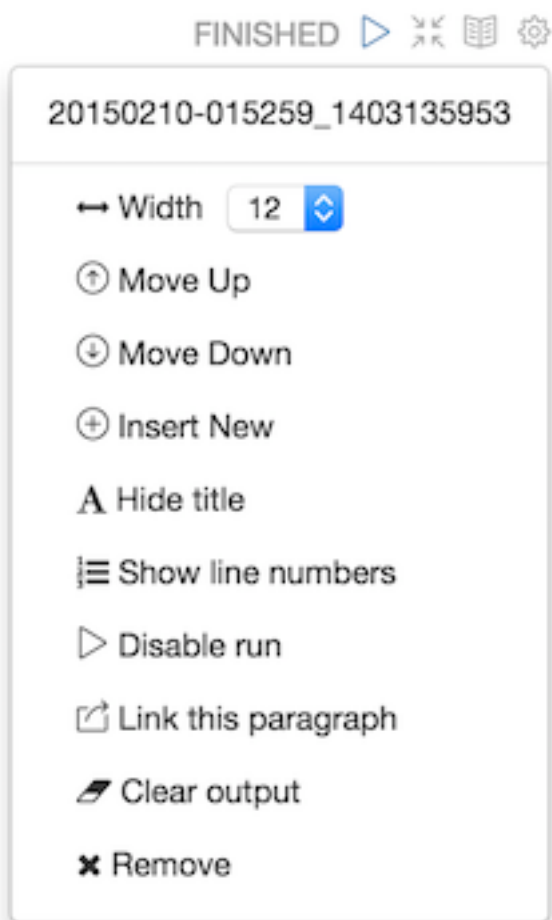 FINISHED
20150210-015259_1403135953
Width 12
Move Up
Move Down
Insert New
Hide title
Show line numbers
Disable run
Link this paragraph
Clear output
Remove